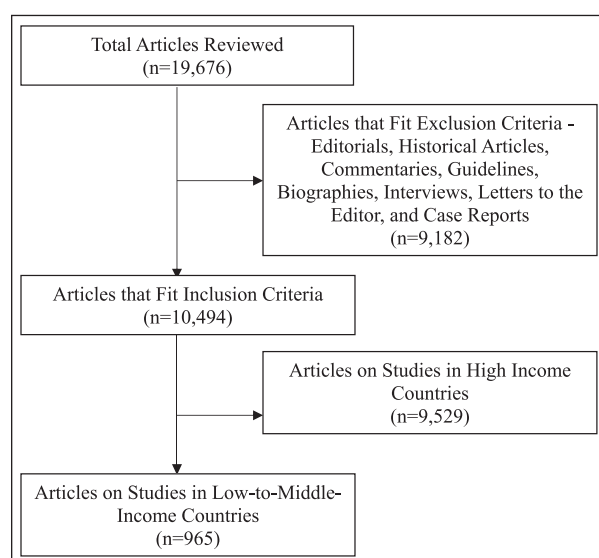 Total Articles Reviewed
(n=19,676)
Articles that Fit Exclusion Criteria -
Editorials, Historical Articles,
Commentaries, Guidelines,
Biographies, Interviews, Letters to the
Editor, and Case Reports
(n=9,182)
Articles that Fit Inclusion Criteria
(n=10,494)
Articles on Studies in High Income
Countries
(n=9,529)
Articles on Studies in Low-to-Middle-
Income Countries
(n=965)